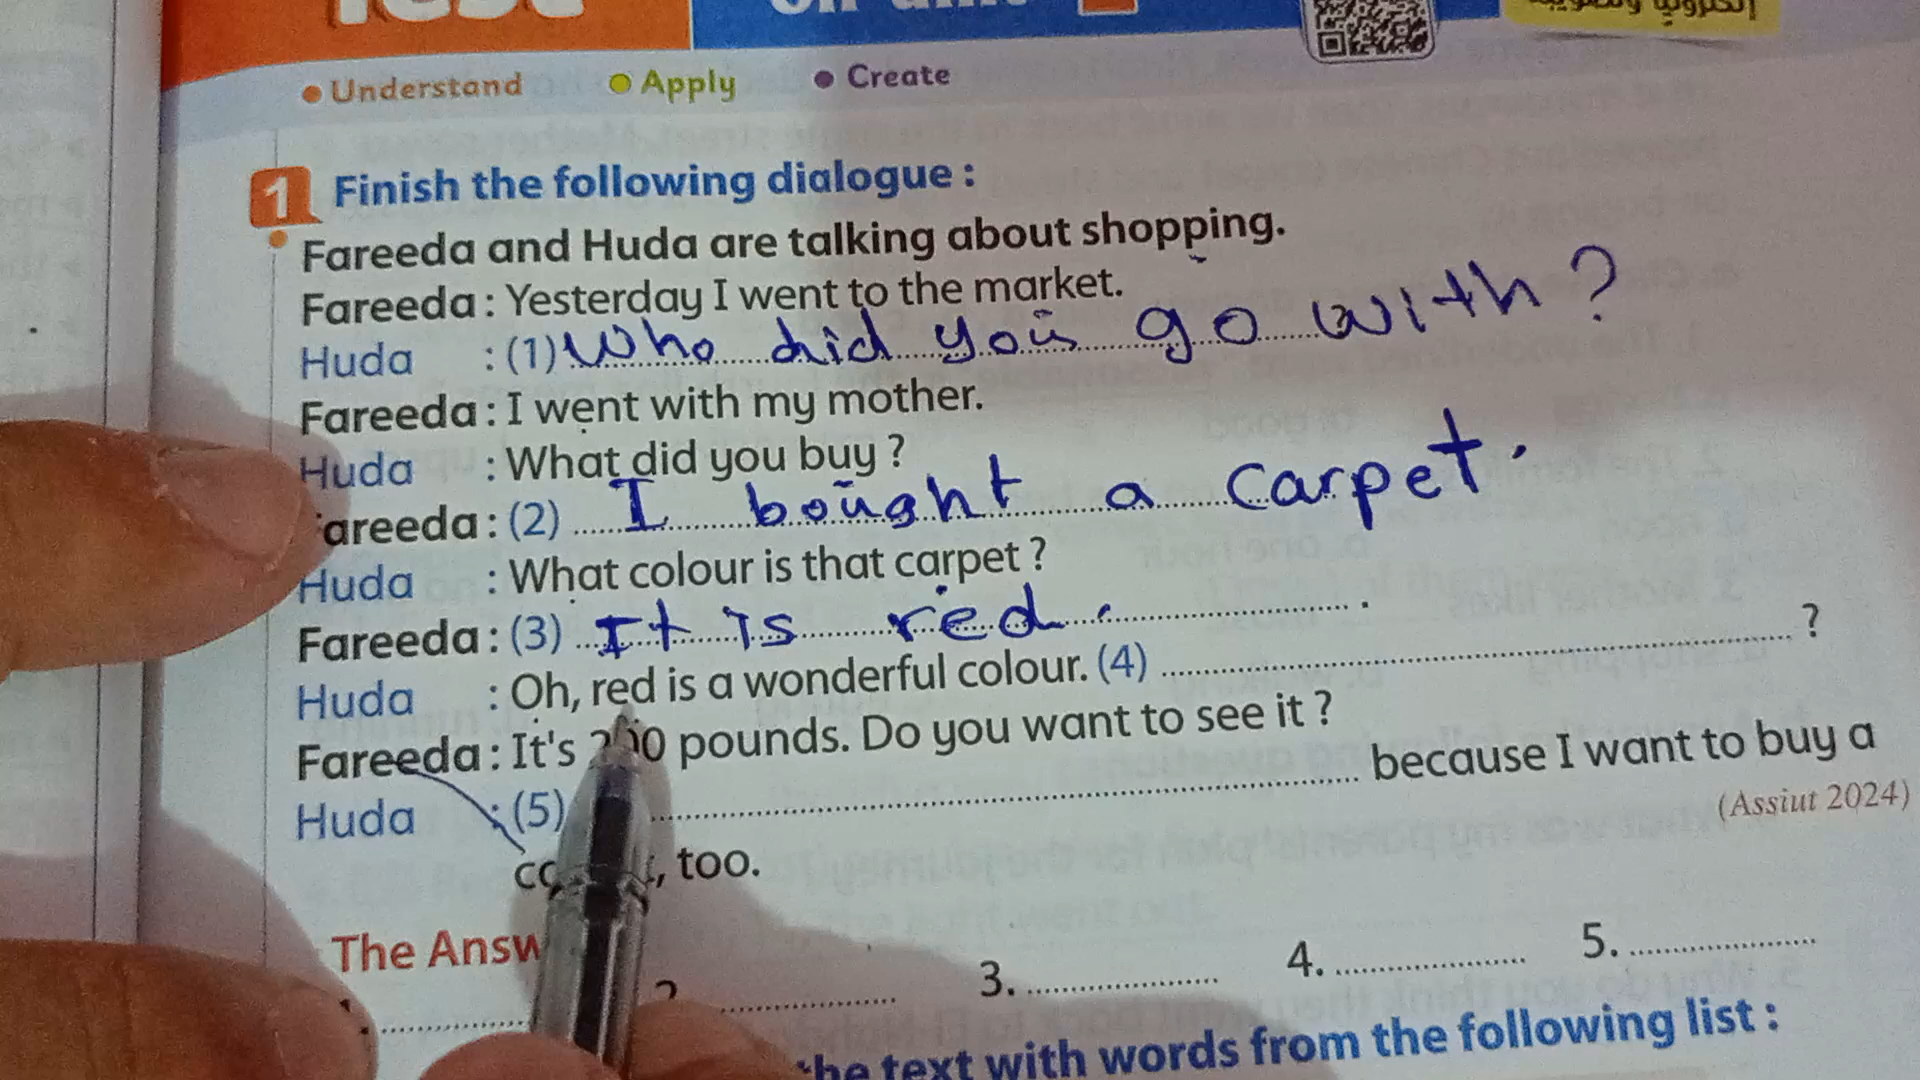 Understand Apply Create
1 Finish the following dialogue :
Fareeda and Huda are talking about shopping.
Fareeda : Yesterday I went to the market.
Huda : (1) Who did you go with ?
Fareeda : I went with my mother.
Huda : What did you buy ?
areeda : (2) I bought a carpet.
Huda : What colour is that carpet ?
Fareeda : (3) It is red.
Huda : Oh, red is a wonderful colour. (4) ?
Fareeda : It's 200 pounds. Do you want to see it ?
Huda : (5) because I want to buy a
, too.
(Assiut 2024)
The Answ
1. 2 3. 4. 5.
the text with words from the following list :